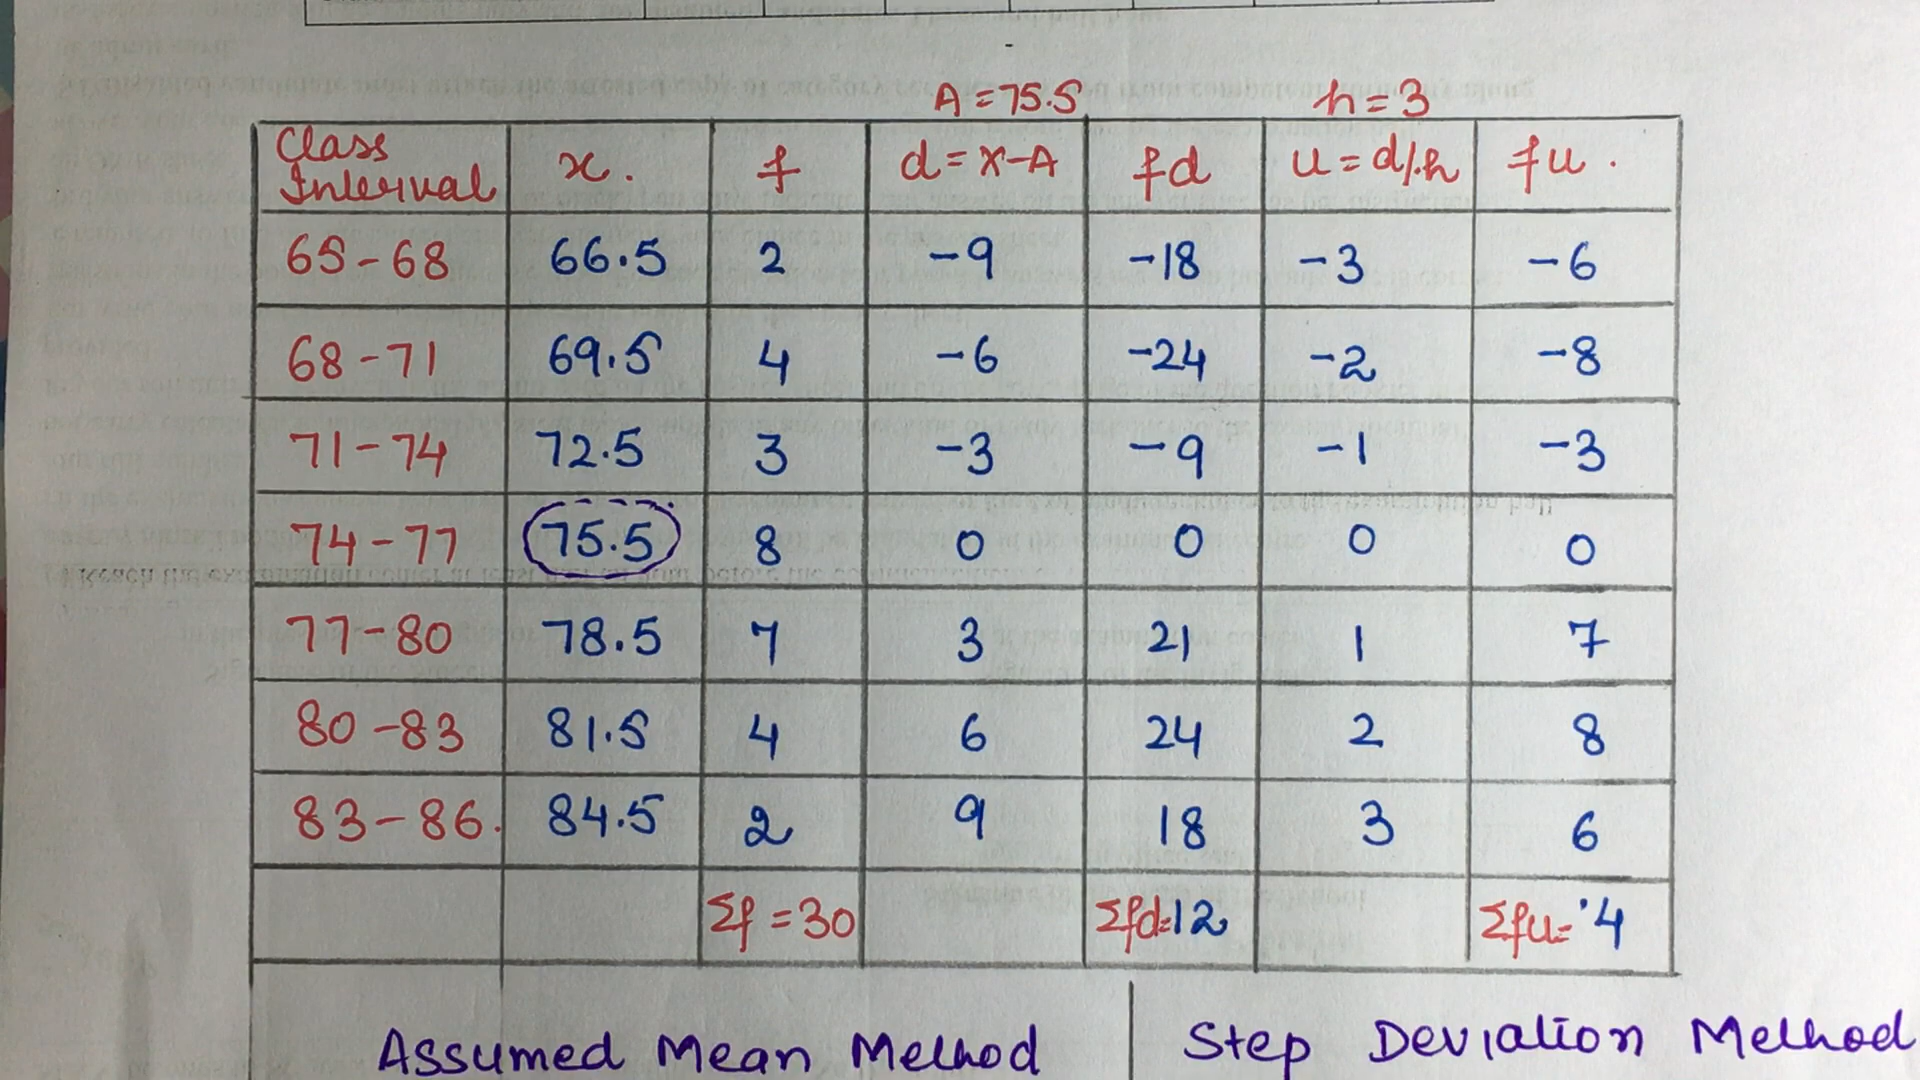 A = 75.5 h = 3
Class Interval x. f d = x-A fd u = d/h fu.
65-68 66.5 2 -9 -18 -3 -6
68-71 69.5 4 -6 -24 -2 -8
71-74 72.5 3 -3 -9 -1 -3
74-77 75.5 8 0 0 0 0
77-80 78.5 7 3 21 1 7
80-83 81.5 4 6 24 2 8
83-86. 84.5 2 9 18 3 6
Σf = 30 Σfd=12 Σfu= 4
Assumed Mean Method Step Deviation Method